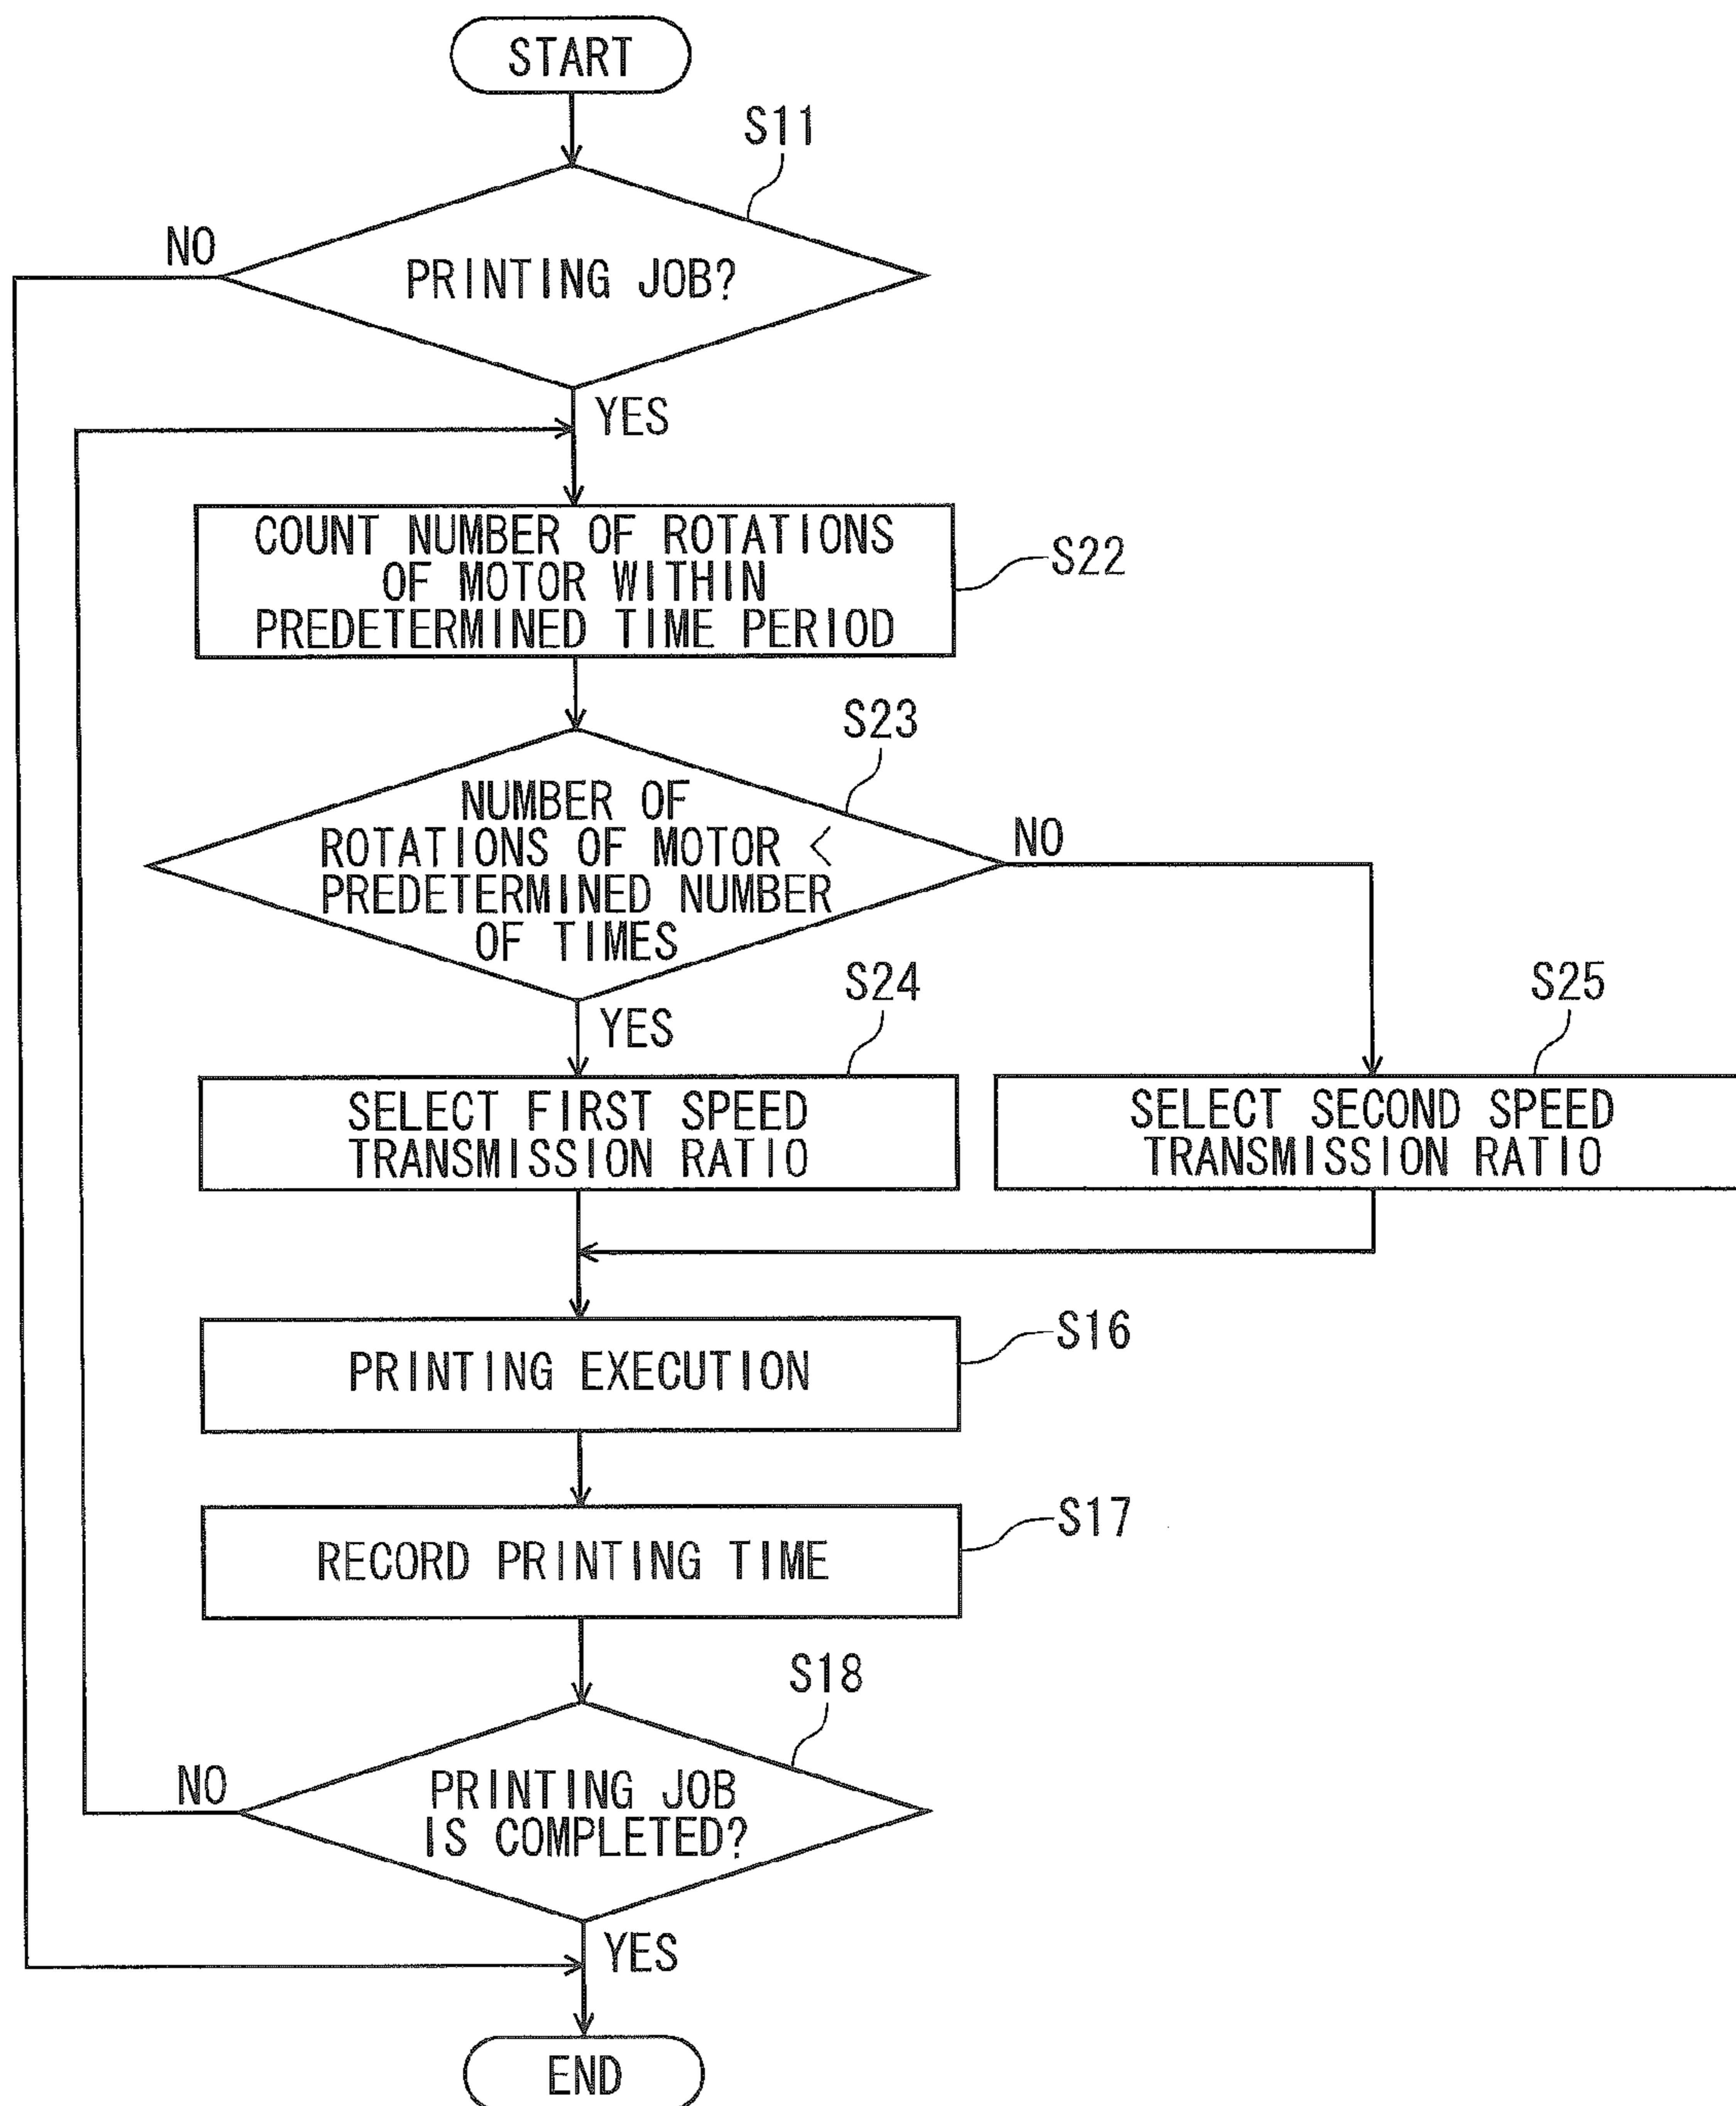 START
S11
NO
PRINTING JOB?
YES
COUNT NUMBER OF ROTATIONS
OF MOTOR WITHIN
PREDETERMINED TIME PERIOD
S22
S23
NUMBER OF
ROTATIONS OF MOTOR <
PREDETERMINED NUMBER
OF TIMES
NO
YES
S24
S25
SELECT FIRST SPEED
TRANSMISSION RATIO
SELECT SECOND SPEED
TRANSMISSION RATIO
PRINTING EXECUTION
S16
RECORD PRINTING TIME
S17
S18
NO
PRINTING JOB
IS COMPLETED?
YES
END